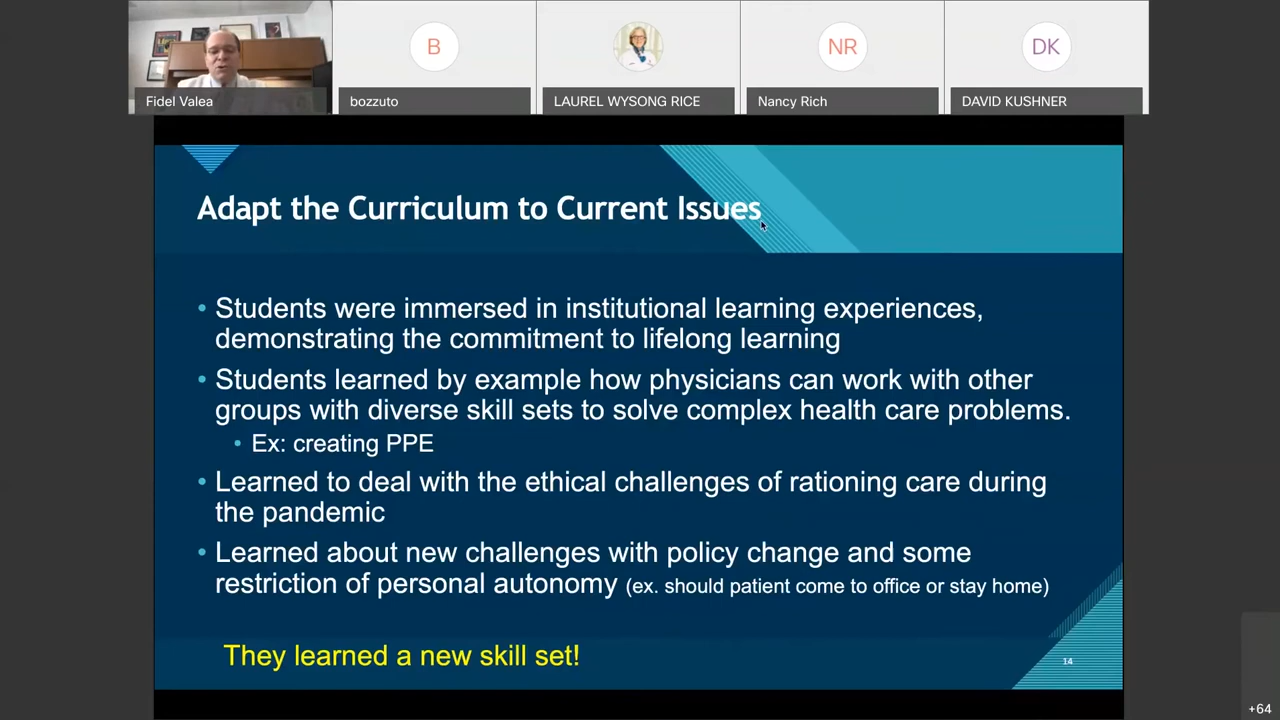 B
NR
DK
Fidel Valea
bozzuto
LAUREL WYSONG RICE
Nancy Rich
DAVID KUSHNER
Adapt the Curriculum to Current Issues
• Students were immersed in institutional learning experiences,
demonstrating the commitment to lifelong learning
• Students learned by example how physicians can work with other
groups with diverse skill sets to solve complex health care problems.
• Ex: creating PPE
• Learned to deal with the ethical challenges of rationing care during
the pandemic
• Learned about new challenges with policy change and some
restriction of personal autonomy (ex. should patient come to office or stay home)
They learned a new skill set!
14
+64